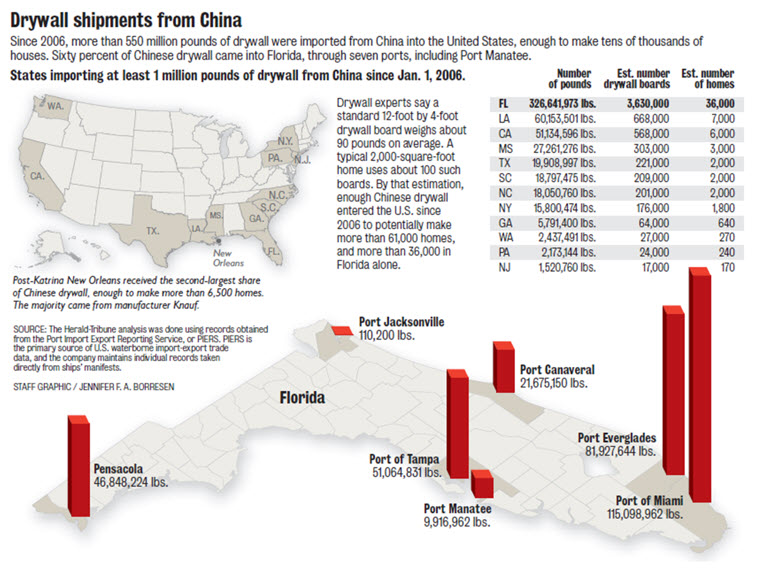 Drywall shipments from China
Since 2006, more than 550 million pounds of drywall were imported from China into the United States, enough to make tens of thousands of
houses. Sixty percent of Chinese drywall came into Florida, through seven ports, including Port Manatee.
States importing at least 1 million pounds of drywall from China since Jan. 1, 2006.
WA.
CA.
TX.
LA.
MS.
N.Y.
PA.
N.J.
N.C.
S.C.
GA.
FL.
New
Orleans
Post-Katrina New Orleans received the second-largest share
of Chinese drywall, enough to make more than 6,500 homes.
The majority came from manufacturer Knauf.
Drywall experts say a
standard 12-foot by 4-foot
drywall board weighs about
90 pounds on average. A
typical 2,000-square-foot
home uses about 100 such
boards. By that estimation,
enough Chinese drywall
entered the U.S. since
2006 to potentially make
more than 61,000 homes,
and more than 36,000 in
Florida alone.
Number Est. number Est. number
of pounds drywall boards of homes
FL 326,641,973 lbs. 3,630,000 36,000
LA 60,153,501 lbs. 668,000 7,000
CA 51,134,596 lbs. 568,000 6,000
MS 27,261,276 lbs. 303,000 3,000
TX 19,908,997 lbs. 221,000 2,000
SC 18,797,475 lbs. 209,000 2,000
NC 18,050,760 lbs. 201,000 2,000
NY 15,800,474 lbs. 176,000 1,800
GA 5,791,400 lbs. 64,000 640
WA 2,437,491 lbs. 27,000 270
PA 2,173,144 lbs. 24,000 240
NJ 1,520,760 lbs. 17,000 170
SOURCE: The Herald-Tribune analysis was done using records obtained
from the Port Import Export Reporting Service, or PIERS. PIERS is
the primary source of U.S. waterborne import-export trade
data, and the company maintains individual records taken
directly from ships' manifests.
STAFF GRAPHIC / JENNIFER F. A. BORRESEN
Florida
Port Jacksonville
110,200 lbs.
Port Canaveral
21,675,150 lbs.
Port Everglades
81,927,644 lbs.
Port of Tampa
51,064,831 lbs.
Pensacola
46,848,224 lbs.
Port Manatee
9,916,962 lbs.
Port of Miami
115,098,962 lbs.